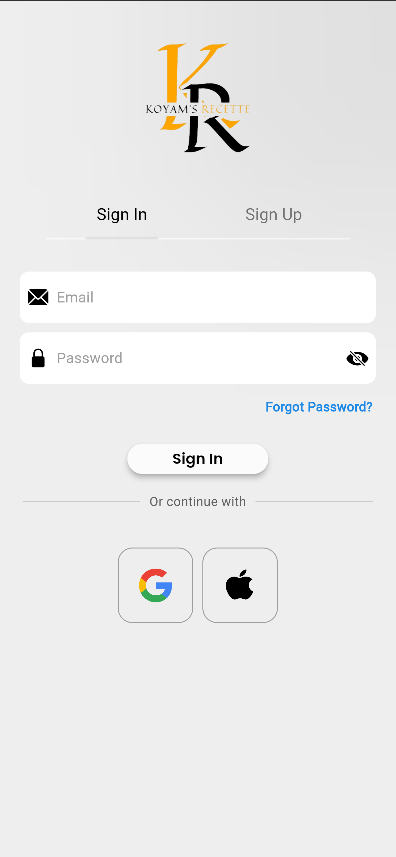 KR
KOYAM'S RECETTE
Sign In Sign Up
Email
Password
Forgot Password?
Sign In
Or continue with